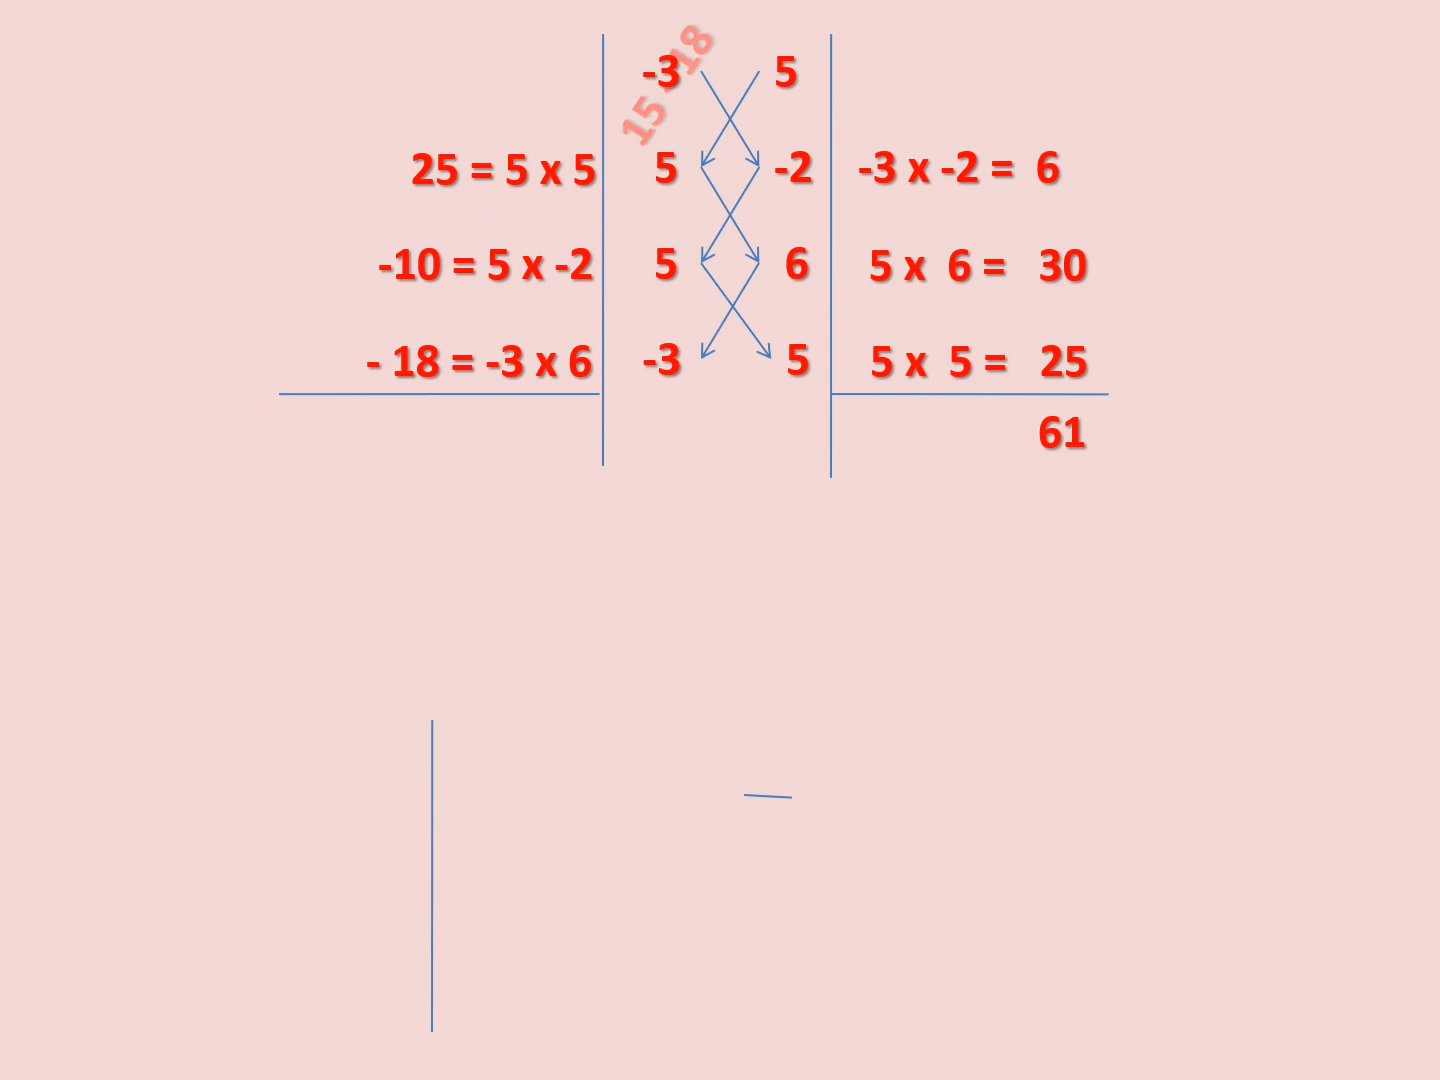 15 - 18
-3 5
25 = 5 x 5 5 -2 -3 x -2 = 6
-10 = 5 x -2 5 6 5 x 6 = 30
- 18 = -3 x 6 -3 5 5 x 5 = 25
61